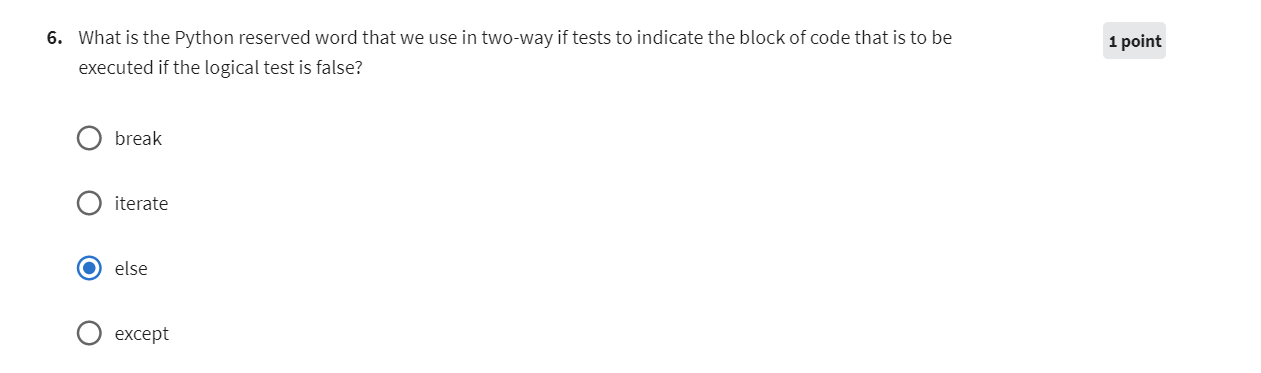 6. What is the Python reserved word that we use in two-way if tests to indicate the block of code that is to be
executed if the logical test is false?
1 point
break
iterate
else
except